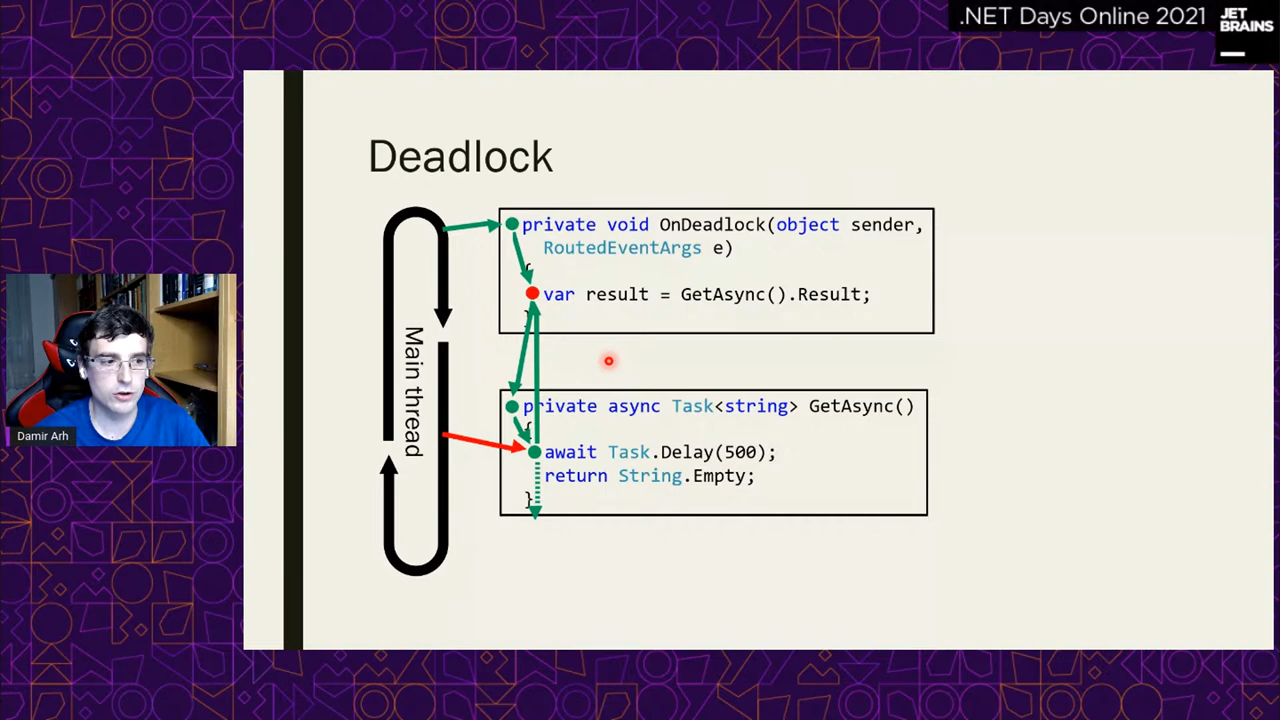 .NET Days Online 2021
JET
BRAINS
Deadlock
Main thread
private void OnDeadlock(object sender,
RoutedEventArgs e)
{
var result = GetAsync().Result;
}
private async Task<string> GetAsync()
{
await Task.Delay(500);
return String.Empty;
}
Damir Arh